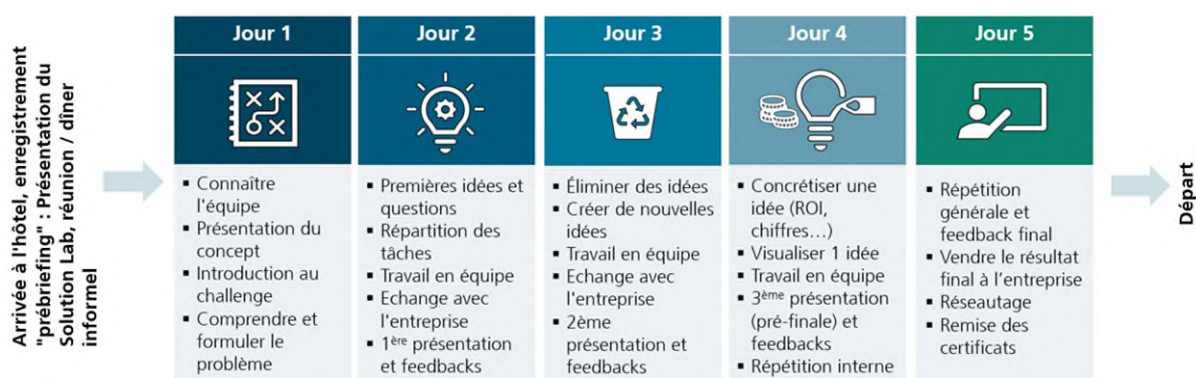 Arrivée à l'hôtel, enregistrement
"prébriefing" : Présentation du
Solution Lab, réunion / dîner
informel
Jour 1
▪ Connaître
l'équipe
▪ Présentation du
concept
▪ Introduction au
challenge
▪ Comprendre et
formuler le
problème
Jour 2
▪ Premières idées et
questions
▪ Répartition des
tâches
▪ Travail en équipe
▪ Echange avec
l'entreprise
▪ 1ère présentation
et feedbacks
Jour 3
▪ Éliminer des idées
▪ Créer de nouvelles
idées
▪ Travail en équipe
▪ Echange avec
l'entreprise
▪ 2ème
présentation et
feedbacks
Jour 4
▪ Concrétiser une
idée (ROI,
chiffres…)
▪ Visualiser 1 idée
▪ Travail en équipe
▪ 3ème présentation
(pré-finale) et
feedbacks
▪ Répétition interne
Jour 5
▪ Répétition
générale et
feedback final
▪ Vendre le résultat
final à l'entreprise
▪ Réseautage
▪ Remise des
certificats
Départ